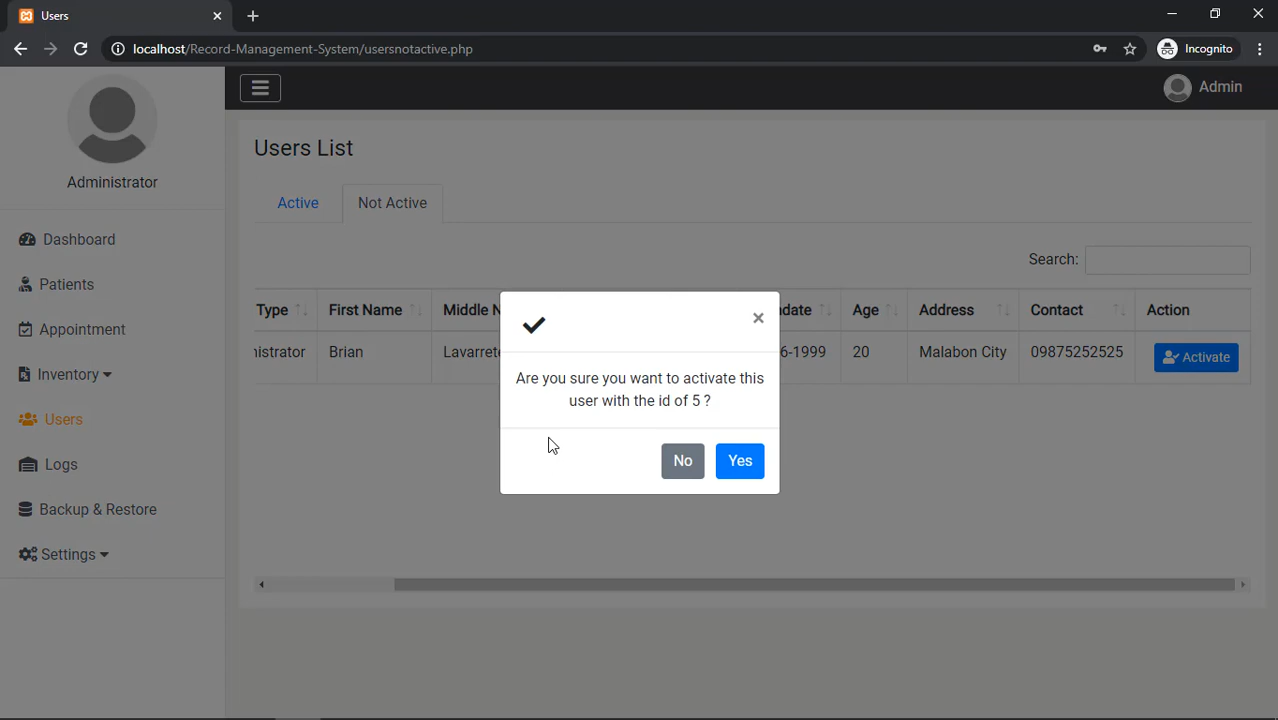 Users
localhost/Record-Management-System/usersnotactive.php
Incognito
Admin
Administrator
Dashboard
Patients
Appointment
Inventory
Users
Logs
Backup & Restore
Settings
Users List
Active
Not Active
Search:
Type First Name Middle N date Age Address Contact Action
nistrator Brian Lavarrete 6-1999 20 Malabon City 09875252525 Activate
×
Are you sure you want to activate this
user with the id of 5 ?
No Yes